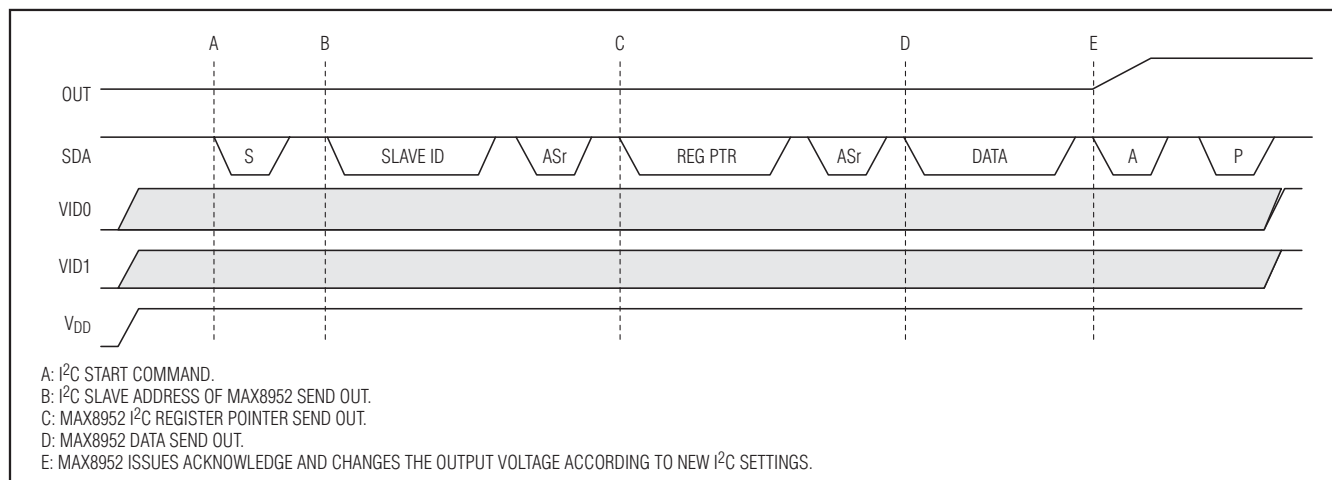 A B C D E
OUT
SDA S SLAVE ID ASr REG PTR ASr DATA A P
VID0
VID1
VDD
A: I²C START COMMAND.
B: I²C SLAVE ADDRESS OF MAX8952 SEND OUT.
C: MAX8952 I²C REGISTER POINTER SEND OUT.
D: MAX8952 DATA SEND OUT.
E: MAX8952 ISSUES ACKNOWLEDGE AND CHANGES THE OUTPUT VOLTAGE ACCORDING TO NEW I²C SETTINGS.